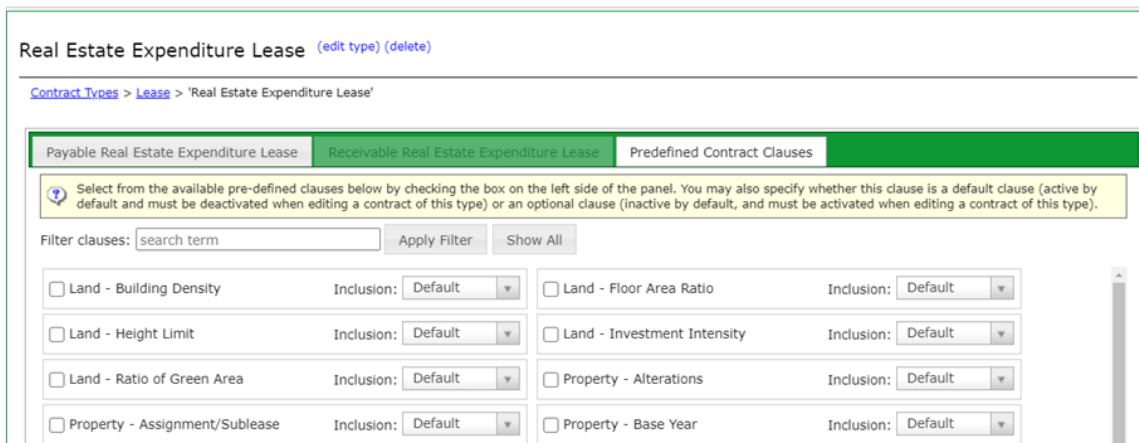 Real Estate Expenditure Lease (edit type) (delete)
Contract Types > Lease > 'Real Estate Expenditure Lease'
Payable Real Estate Expenditure Lease Receivable Real Estate Expenditure Lease Predefined Contract Clauses
Select from the available pre-defined clauses below by checking the box on the left side of the panel. You may also specify whether this clause is a default clause (active by
default and must be deactivated when editing a contract of this type) or an optional clause (inactive by default, and must be activated when editing a contract of this type).
Filter clauses: search term Apply Filter Show All
Land - Building Density Inclusion: Default Land - Floor Area Ratio Inclusion: Default
Land - Height Limit Inclusion: Default Land - Investment Intensity Inclusion: Default
Land - Ratio of Green Area Inclusion: Default Property - Alterations Inclusion: Default
Property - Assignment/Sublease Inclusion: Default Property - Base Year Inclusion: Default